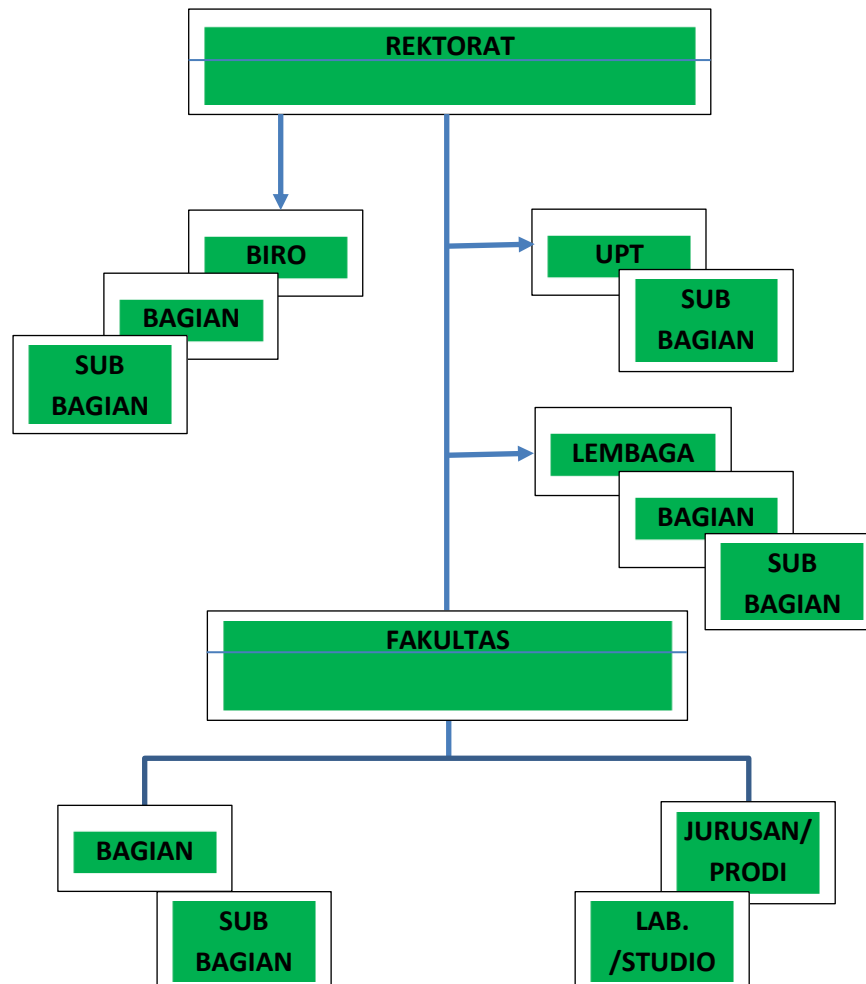 REKTORAT
BIRO
BAGIAN
SUB
BAGIAN
UPT
SUB
BAGIAN
LEMBAGA
BAGIAN
SUB
BAGIAN
FAKULTAS
BAGIAN
SUB
BAGIAN
JURUSAN/
PRODI
LAB.
/STUDIO